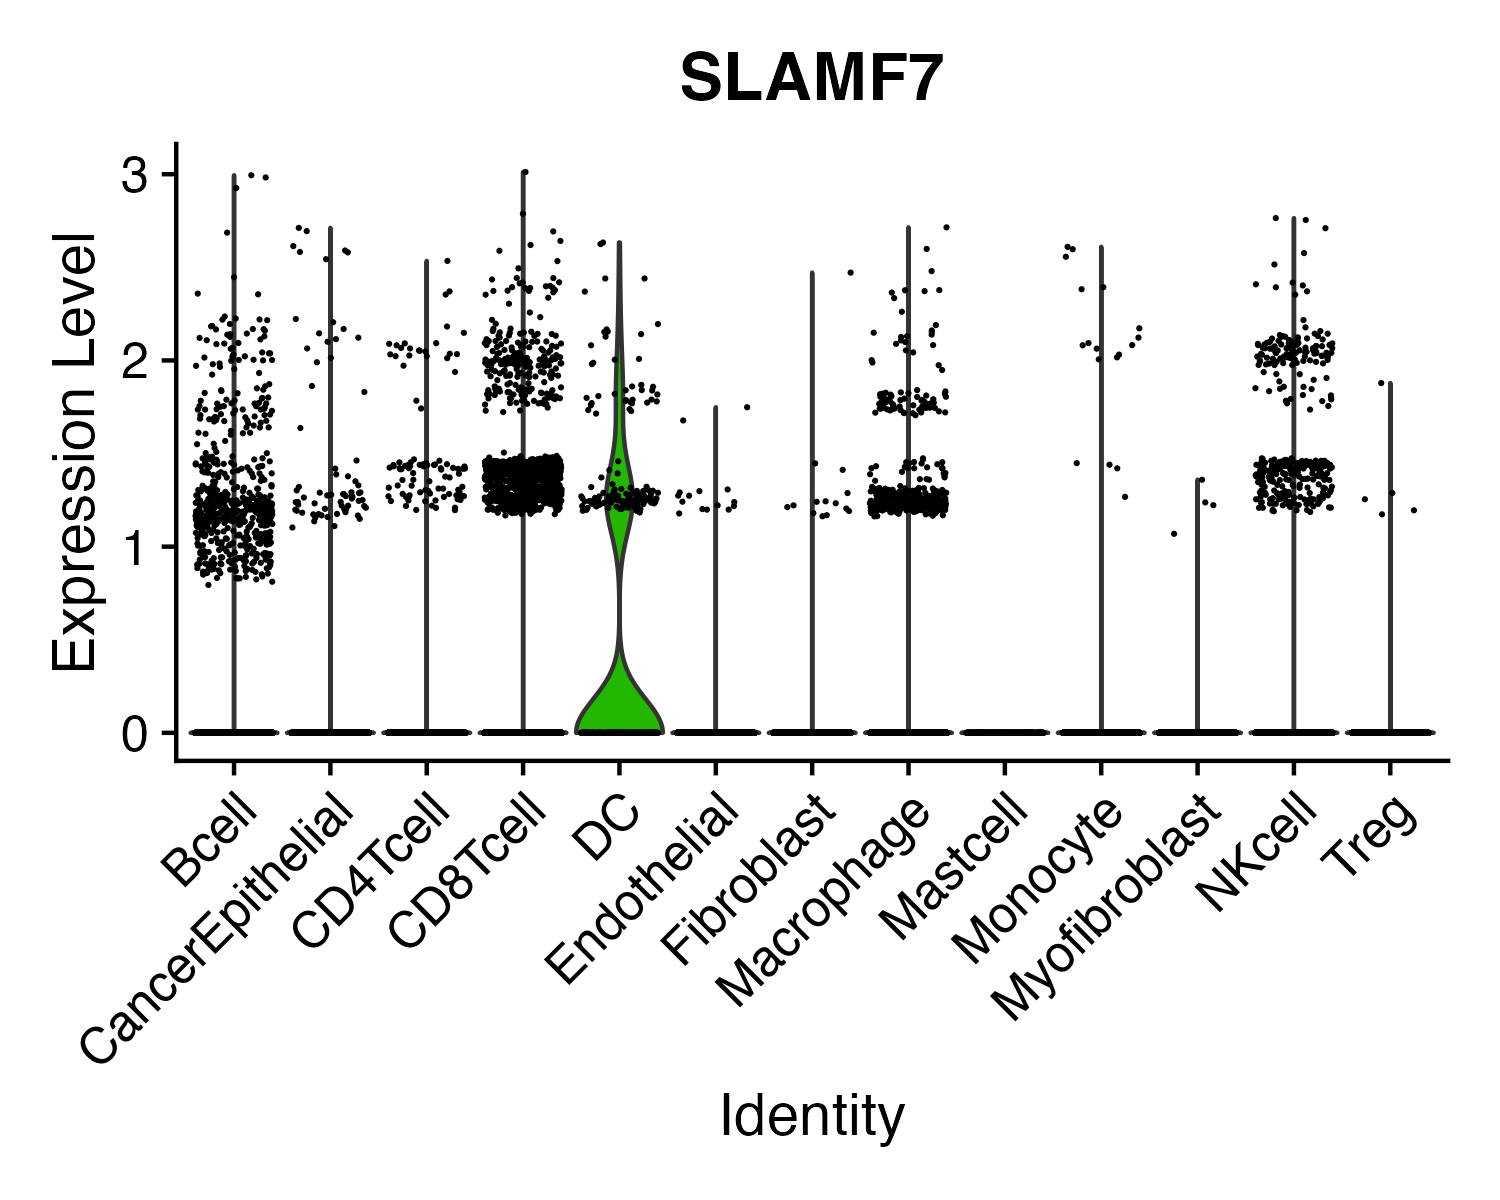 SLAMF7
Expression Level
3
2
1
0
Bcell
CancerEpithelial
CD4Tcell
CD8Tcell
DC
Endothelial
Fibroblast
Macrophage
Mastcell
Monocyte
Myofibroblast
NKcell
Treg
Identity